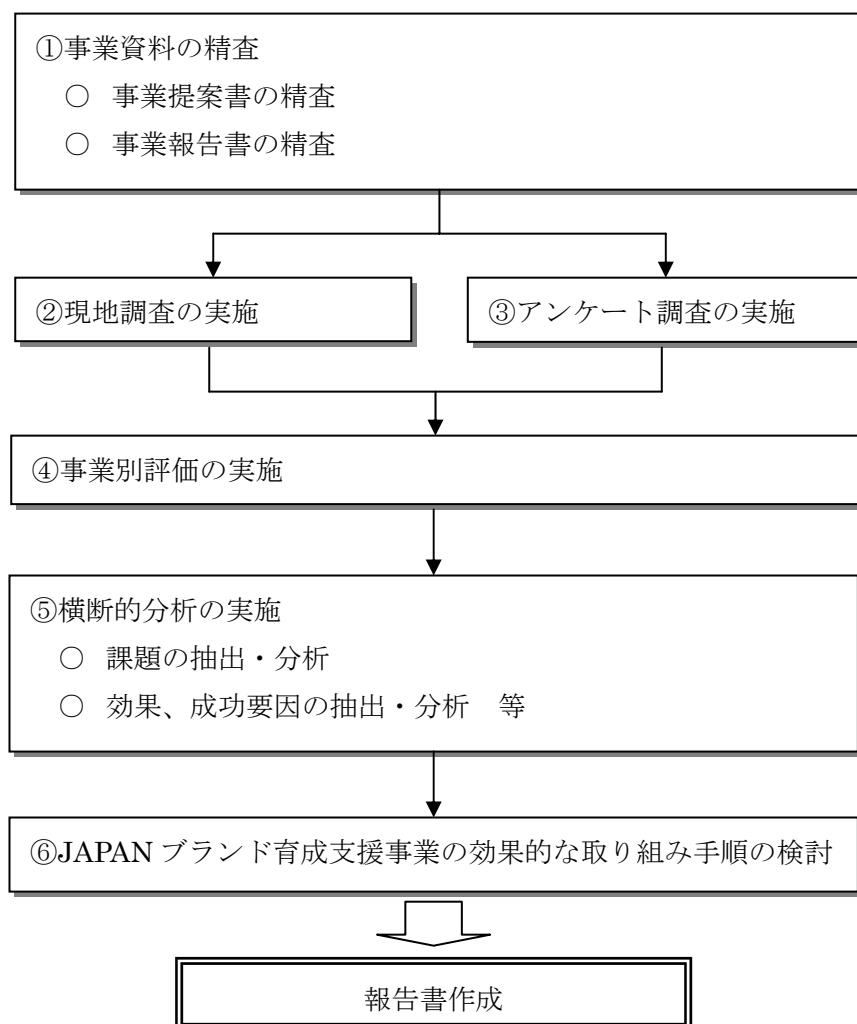 ①事業資料の精査
○ 事業提案書の精査
○ 事業報告書の精査
②現地調査の実施
③アンケート調査の実施
④事業別評価の実施
⑤横断的分析の実施
○ 課題の抽出・分析
○ 効果、成功要因の抽出・分析　等
⑥JAPAN ブランド育成支援事業の効果的な取り組み手順の検討
報告書作成